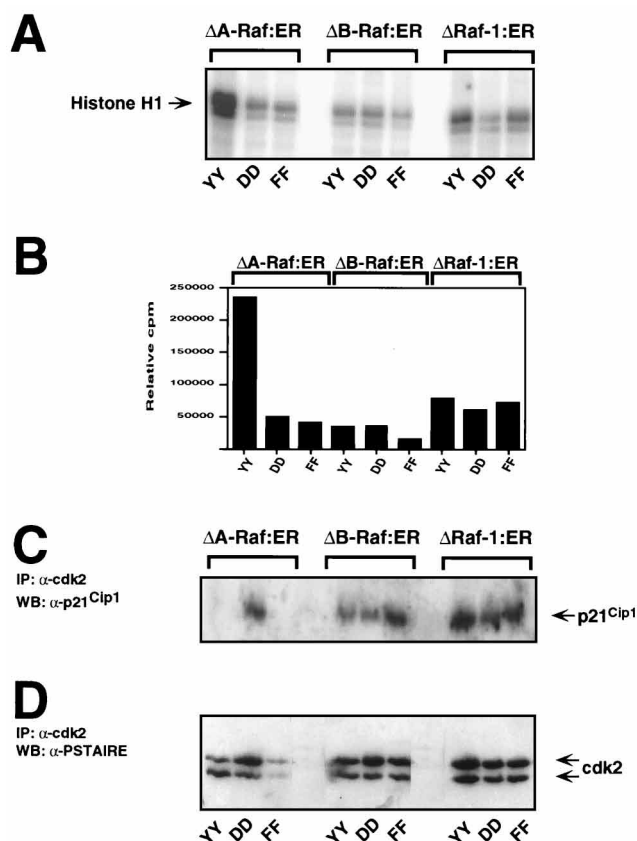 A
ΔA-Raf:ER ΔB-Raf:ER ΔRaf-1:ER
Histone H1
YY DD FF YY DD FF YY DD FF
B
ΔA-Raf:ER ΔB-Raf:ER ΔRaf-1:ER
Relative cpm
250000
200000
150000
100000
50000
YY DD FF YY DD FF YY DD FF
C
ΔA-Raf:ER ΔB-Raf:ER ΔRaf-1:ER
IP: α-cdk2
WB: α-p21Cip1
p21Cip1
D
IP: α-cdk2
WB: α-PSTAIRE
cdk2
YY DD FF YY DD FF YY DD FF